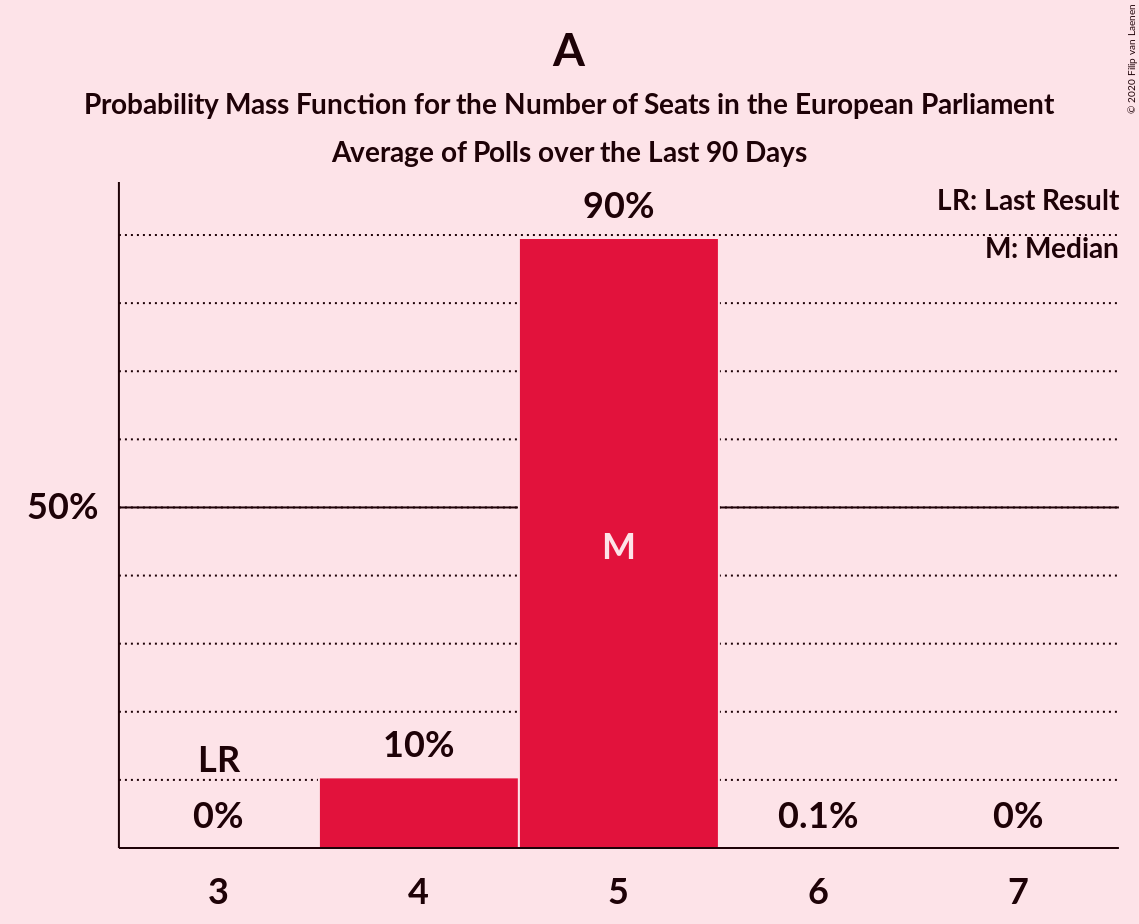 A
Probability Mass Function for the Number of Seats in the European Parliament
Average of Polls over the Last 90 Days
© 2020 Filip van Laenen
LR: Last Result
M: Median
90%
50%
M
LR
10%
0%
0.1%
0%
3 4 5 6 7